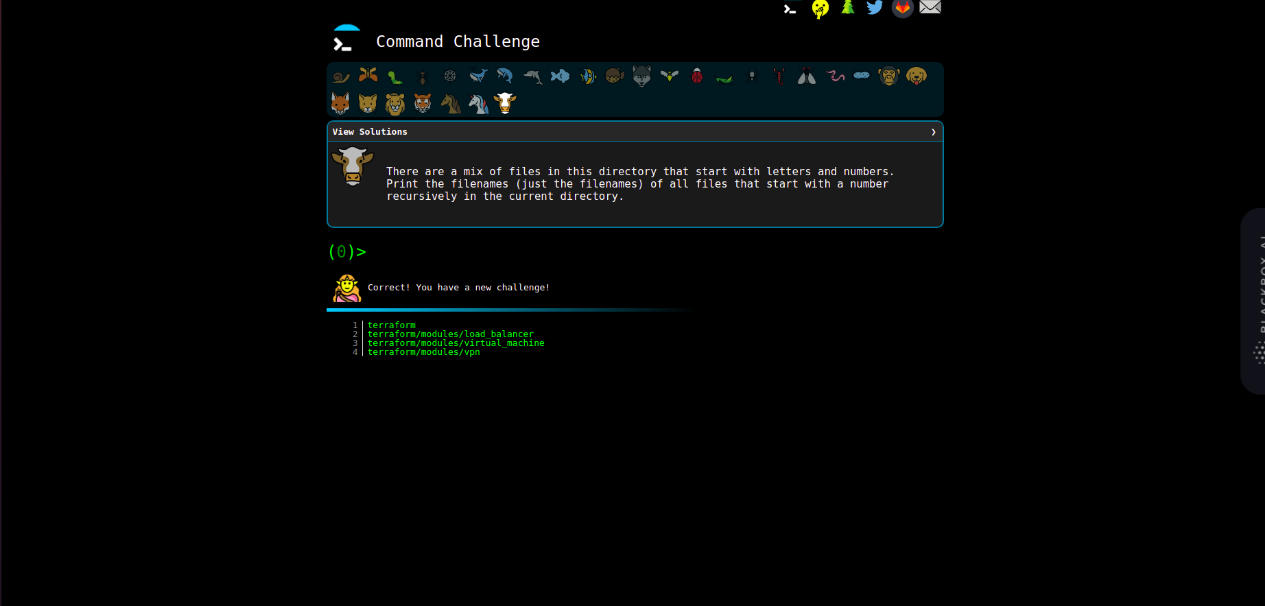 Command Challenge
View Solutions ❯
There are a mix of files in this directory that start with letters and numbers.
Print the filenames (just the filenames) of all files that start with a number
recursively in the current directory.
(0)>
Correct! You have a new challenge!
1 terraform
2 terraform/modules/load_balancer
3 terraform/modules/virtual_machine
4 terraform/modules/vpn
BLACKBOX AI